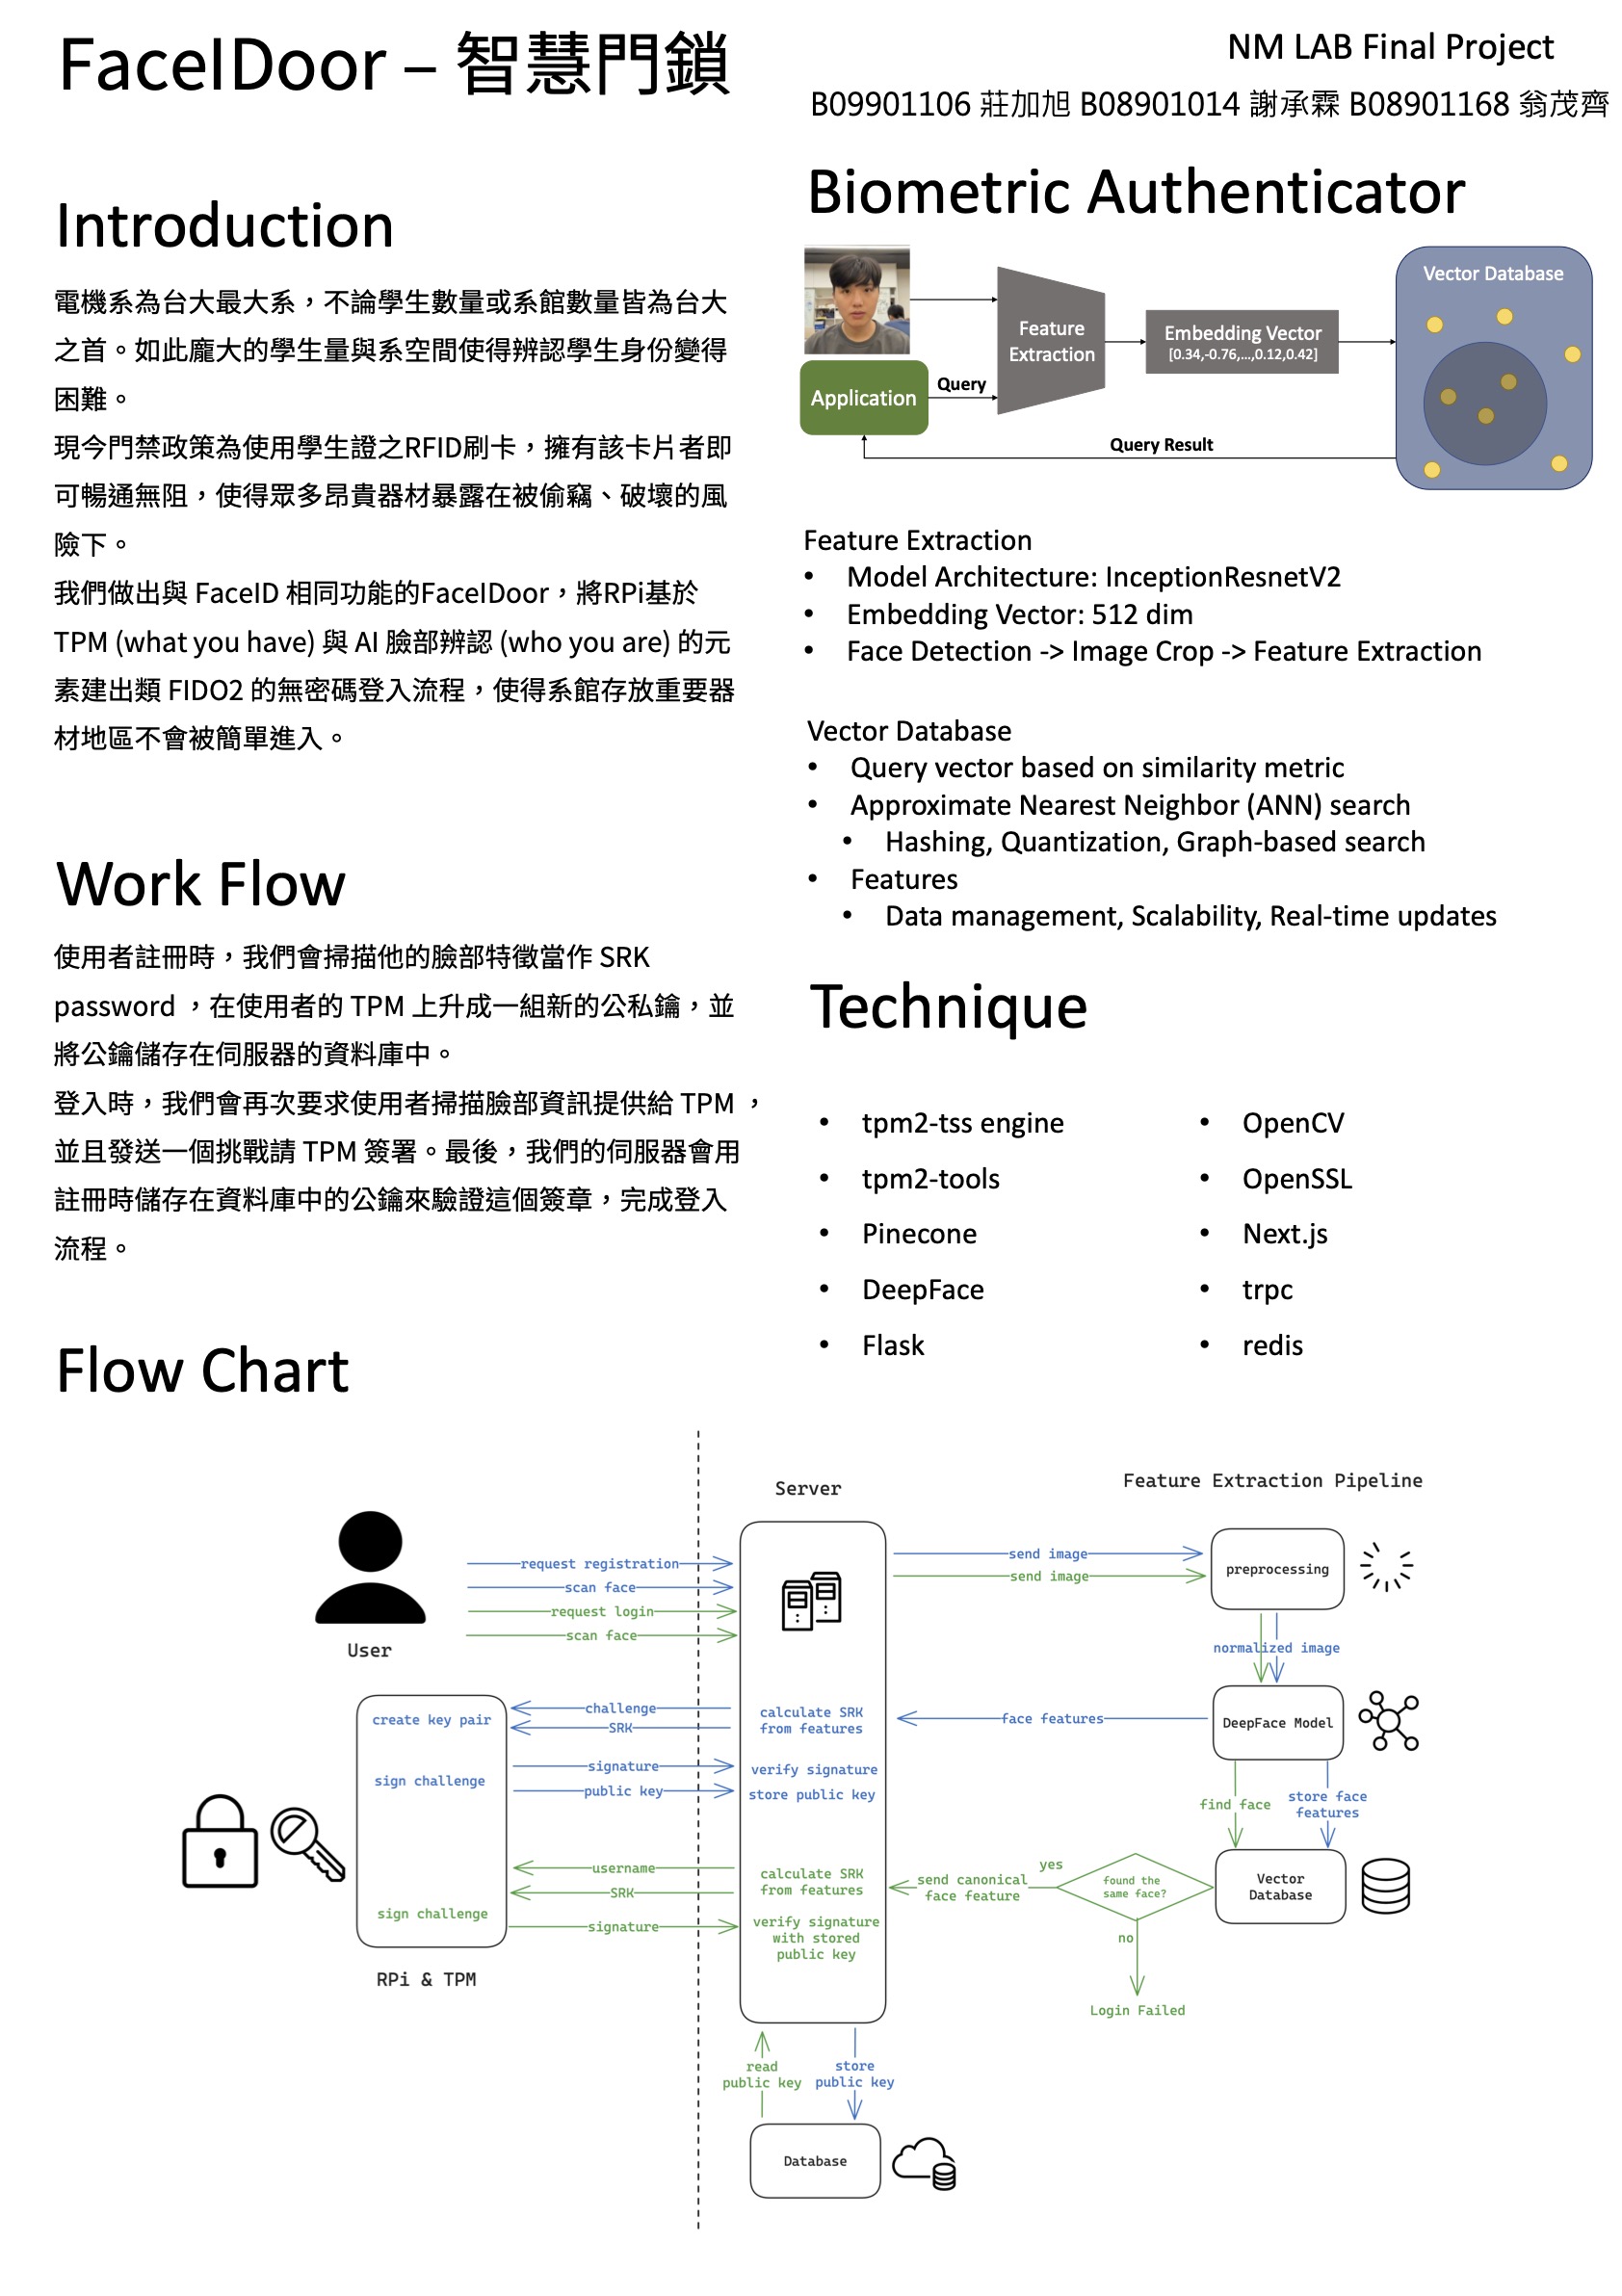 FaceIDoor – 智慧門鎖
NM LAB Final Project
B09901106 莊加旭 B08901014 謝承霖 B08901168 翁茂齊
Introduction
電機系為台大最大系，不論學生數量或系館數量皆為台大
之首。如此龐大的學生量與系空間使得辨認學生身份變得
困難。
現今門禁政策為使用學生證之RFID刷卡，擁有該卡片者即
可暢通無阻，使得眾多昂貴器材暴露在被偷竊、破壞的風
險下。
我們做出與 FaceID 相同功能的FaceIDoor，將RPi基於
TPM (what you have) 與 AI 臉部辨認 (who you are) 的元
素建出類 FIDO2 的無密碼登入流程，使得系館存放重要器
材地區不會被簡單進入。
Work Flow
使用者註冊時，我們會掃描他的臉部特徵當作 SRK
password ，在使用者的 TPM 上升成一組新的公私鑰，並
將公鑰儲存在伺服器的資料庫中。
登入時，我們會再次要求使用者掃描臉部資訊提供給 TPM ，
並且發送一個挑戰請 TPM 簽署。最後，我們的伺服器會用
註冊時儲存在資料庫中的公鑰來驗證這個簽章，完成登入
流程。
Biometric Authenticator
Application
Query
Feature
Extraction
Embedding Vector
[0.34,-0.76,...,0.12,0.42]
Vector Database
Query Result
Feature Extraction
• Model Architecture: InceptionResnetV2
• Embedding Vector: 512 dim
• Face Detection -> Image Crop -> Feature Extraction
Vector Database
• Query vector based on similarity metric
• Approximate Nearest Neighbor (ANN) search
• Hashing, Quantization, Graph-based search
• Features
• Data management, Scalability, Real-time updates
Technique
• tpm2-tss engine
• tpm2-tools
• Pinecone
• DeepFace
• Flask
• OpenCV
• OpenSSL
• Next.js
• trpc
• redis
Flow Chart
User
request registration
scan face
request login
scan face
Server
send image
send image
Feature Extraction Pipeline
preprocessing
normalized image
DeepFace Model
face features
calculate SRK
from features
challenge
SRK
create key pair
sign challenge
signature
public key
verify signature
store public key
find face
store face
features
Vector
Database
found the
same face?
yes
no
Login Failed
send canonical
face feature
calculate SRK
from features
username
SRK
sign challenge
signature
verify signature
with stored
public key
RPi & TPM
read
public key
store
public key
Database